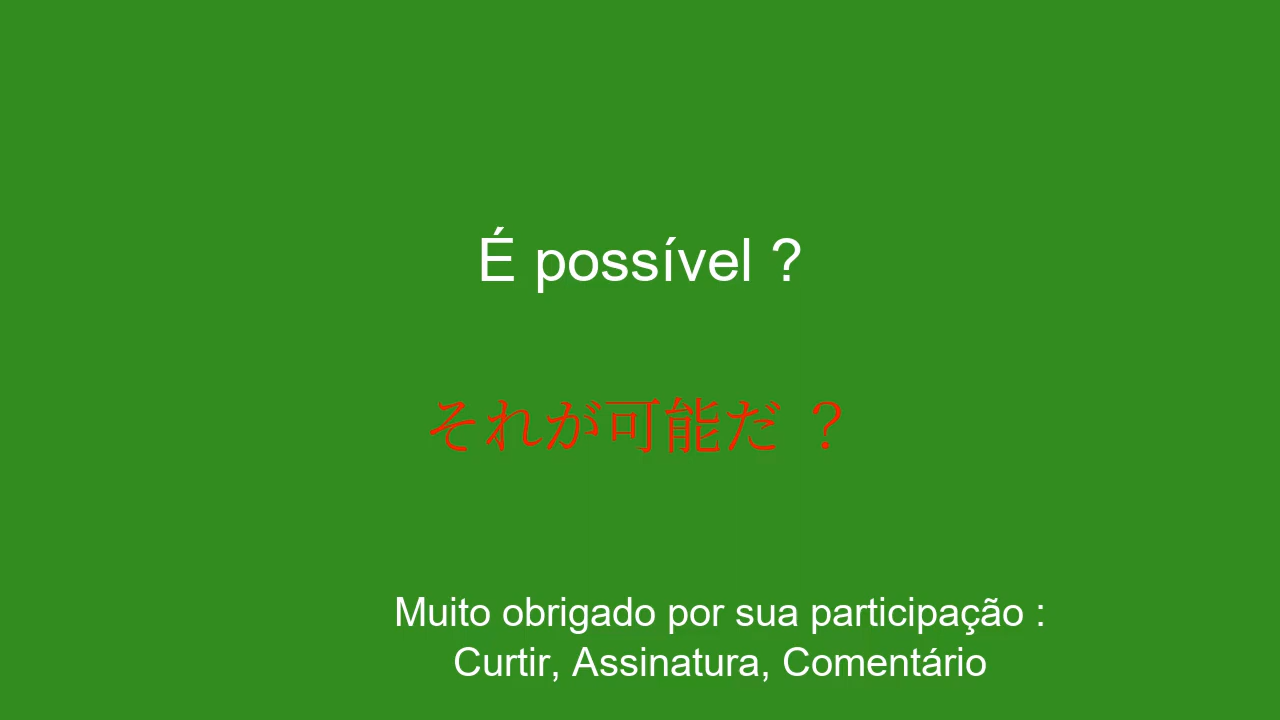 É possível ?
それが可能だ ？
Muito obrigado por sua participação :
Curtir, Assinatura, Comentário